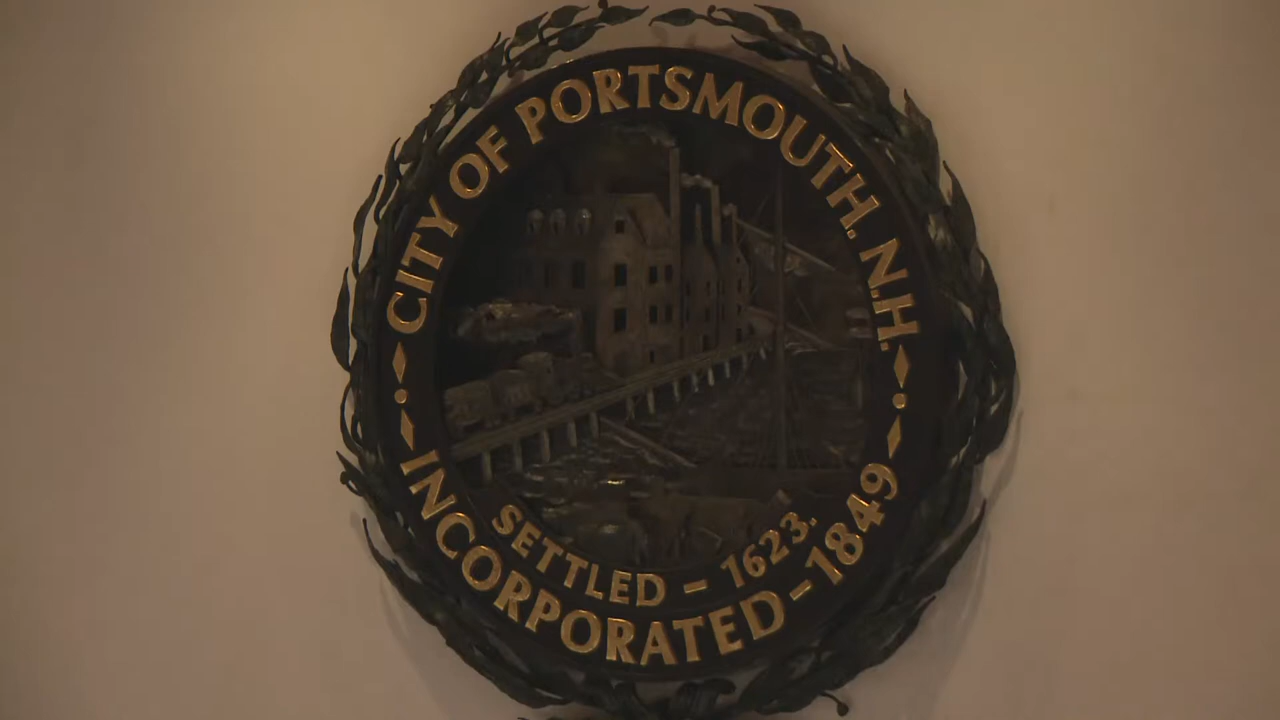 CITY OF PORTSMOUTH. N.H.
SETTLED – 1623.
INCORPORATED – 1849